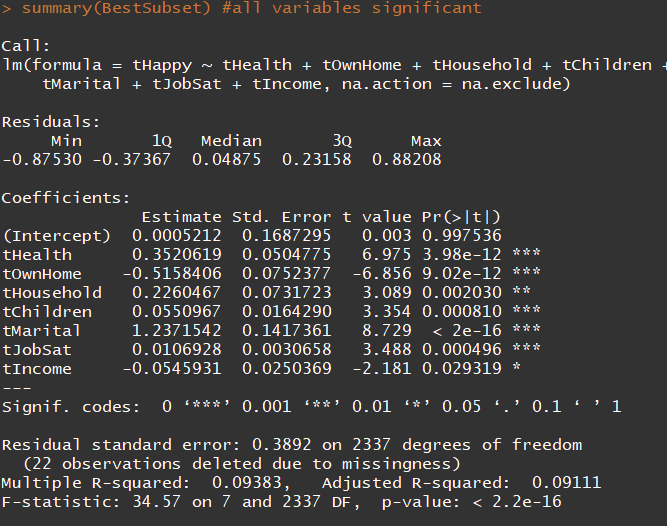 > summary(BestSubset) #all variables significant
Call:
lm(formula = tHappy ~ tHealth + tOwnHome + tHousehold + tChildren +
    tMarital + tJobSat + tIncome, na.action = na.exclude)
Residuals:
     Min       1Q   Median       3Q      Max
-0.87530 -0.37367  0.04875  0.23158  0.88208
Coefficients:
              Estimate Std. Error t value Pr(>|t|)
(Intercept)  0.0005212  0.1687295   0.003 0.997536
tHealth      0.3520619  0.0504775   6.975 3.98e-12 ***
tOwnHome    -0.5158406  0.0752377  -6.856 9.02e-12 ***
tHousehold   0.2260467  0.0731723   3.089 0.002030 **
tChildren    0.0550967  0.0164290   3.354 0.000810 ***
tMarital     1.2371542  0.1417361   8.729  < 2e-16 ***
tJobSat      0.0106928  0.0030658   3.488 0.000496 ***
tIncome     -0.0545931  0.0250369  -2.181 0.029319 *
---
Signif. codes:  0 ‘***’ 0.001 ‘**’ 0.01 ‘*’ 0.05 ‘.’ 0.1 ‘ ’ 1
Residual standard error: 0.3892 on 2337 degrees of freedom
  (22 observations deleted due to missingness)
Multiple R-squared:  0.09383,	Adjusted R-squared:  0.09111
F-statistic: 34.57 on 7 and 2337 DF,  p-value: < 2.2e-16